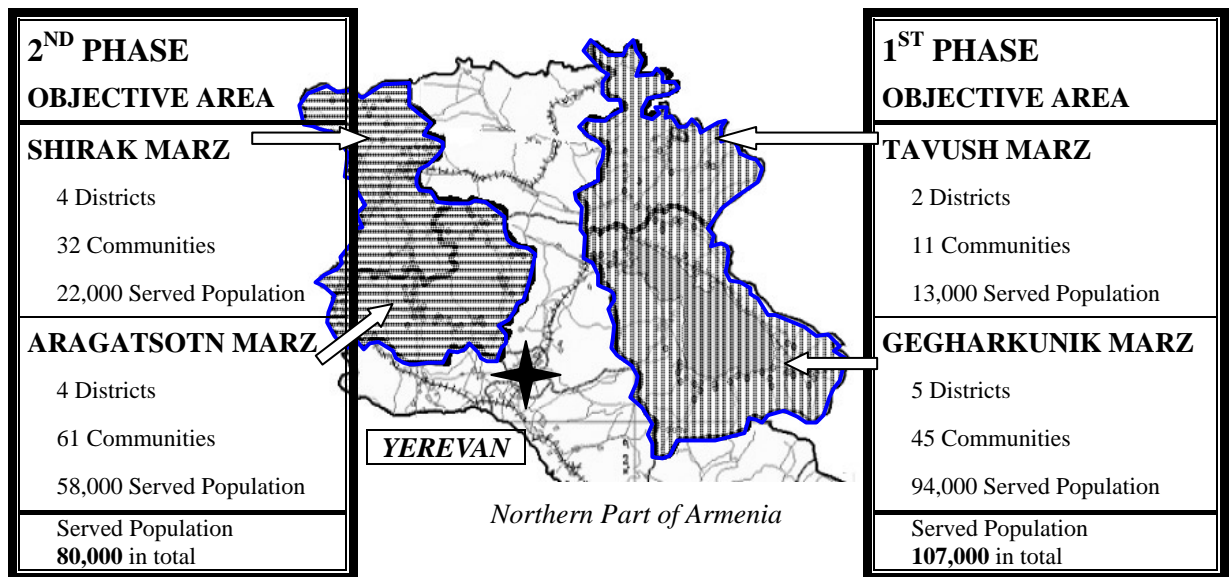 2ND PHASE
OBJECTIVE AREA
SHIRAK MARZ
4 Districts
32 Communities
22,000 Served Population
ARAGATSOTN MARZ
4 Districts
61 Communities
58,000 Served Population
Served Population
80,000 in total
YEREVAN
Northern Part of Armenia
1ST PHASE
OBJECTIVE AREA
TAVUSH MARZ
2 Districts
11 Communities
13,000 Served Population
GEGHARKUNIK MARZ
5 Districts
45 Communities
94,000 Served Population
Served Population
107,000 in total